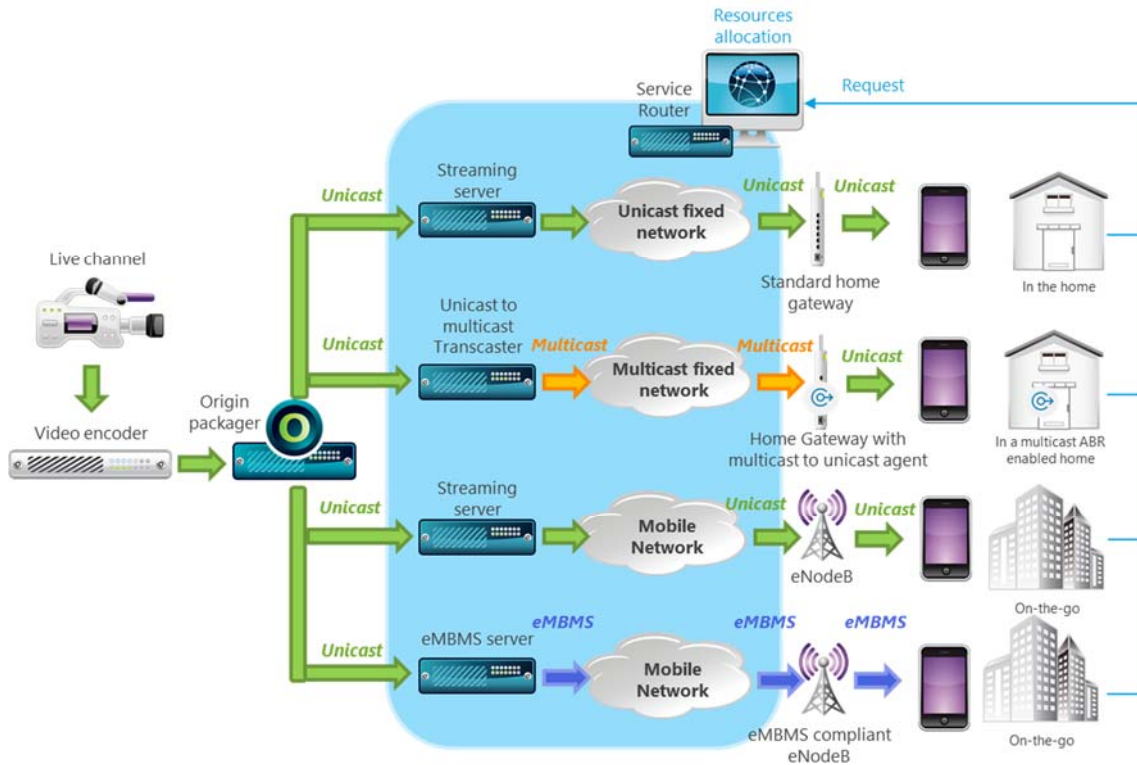 Resources
allocation
Service
Router
Request
Live channel
Video encoder
Origin
packager
Unicast
Streaming
server
Unicast fixed
network
Unicast
Unicast
Standard home
gateway
In the home
Unicast
Unicast to
multicast
Transcaster
Multicast
Multicast fixed
network
Multicast
Unicast
Home Gateway with
multicast to unicast agent
In a multicast ABR
enabled home
Unicast
Streaming
server
Mobile
Network
Unicast
Unicast
eNodeB
On-the-go
Unicast
eMBMS server
eMBMS
Mobile
Network
eMBMS
eMBMS
eMBMS compliant
eNodeB
On-the-go